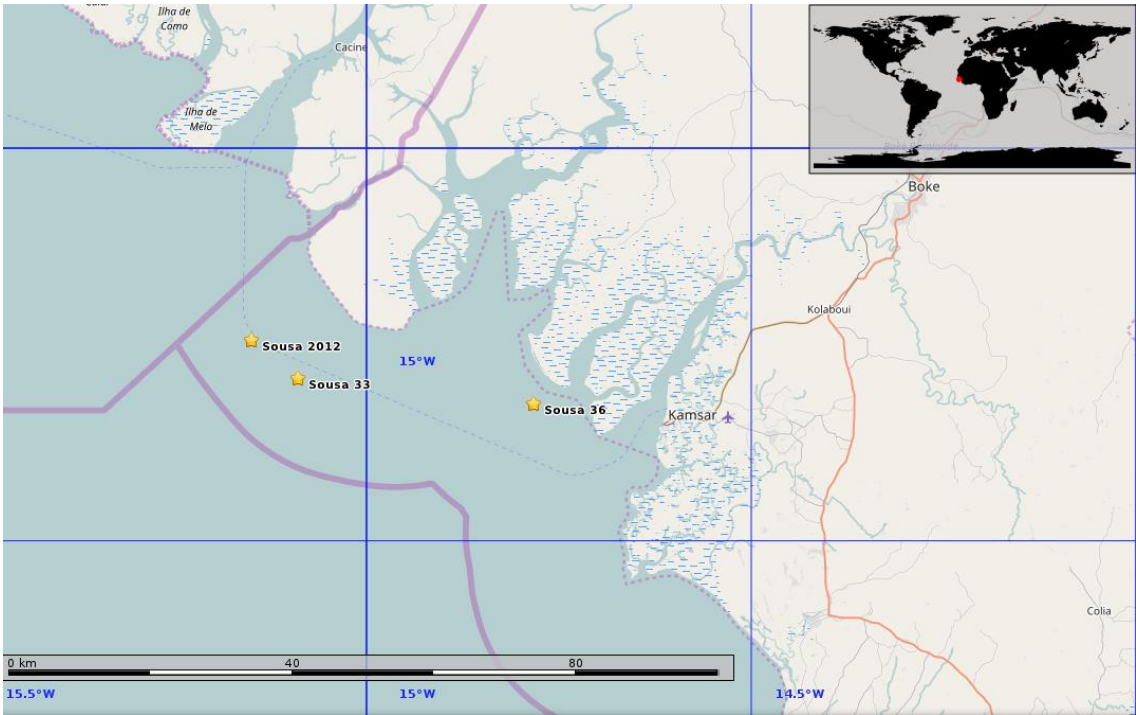 Ilha de
Como
Cacine
Ilha de
Melo
Boke
Kolaboui
Sousa 2012
15°W
Sousa 33
Sousa 36
Kamsar
Colia
0 km 40 80
15.5°W 15°W 14.5°W